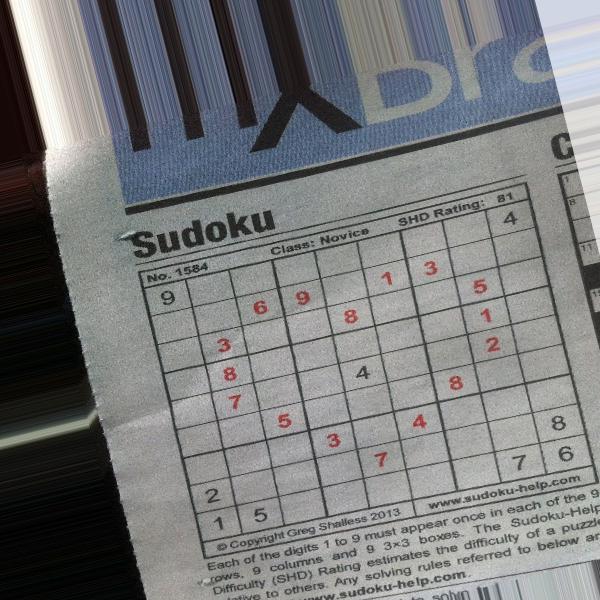 Sudoku
No. 1584 Class: Novice SHD Rating: 81
9 4
6 9 1 3
3 8 5
8 1
7 4 2
5 8
3 4
2 7 8
1 5 7 6
© Copyright Greg Shalless 2013 www.sudoku-help.com
Each of the digits 1 to 9 must appear once in each of the 9
rows, 9 columns and 9 3×3 boxes. The Sudoku-Help
Difficulty (SHD) Rating estimates the difficulty of a puzzle
to others. Any solving rules referred to below
www.sudoku-help.com.